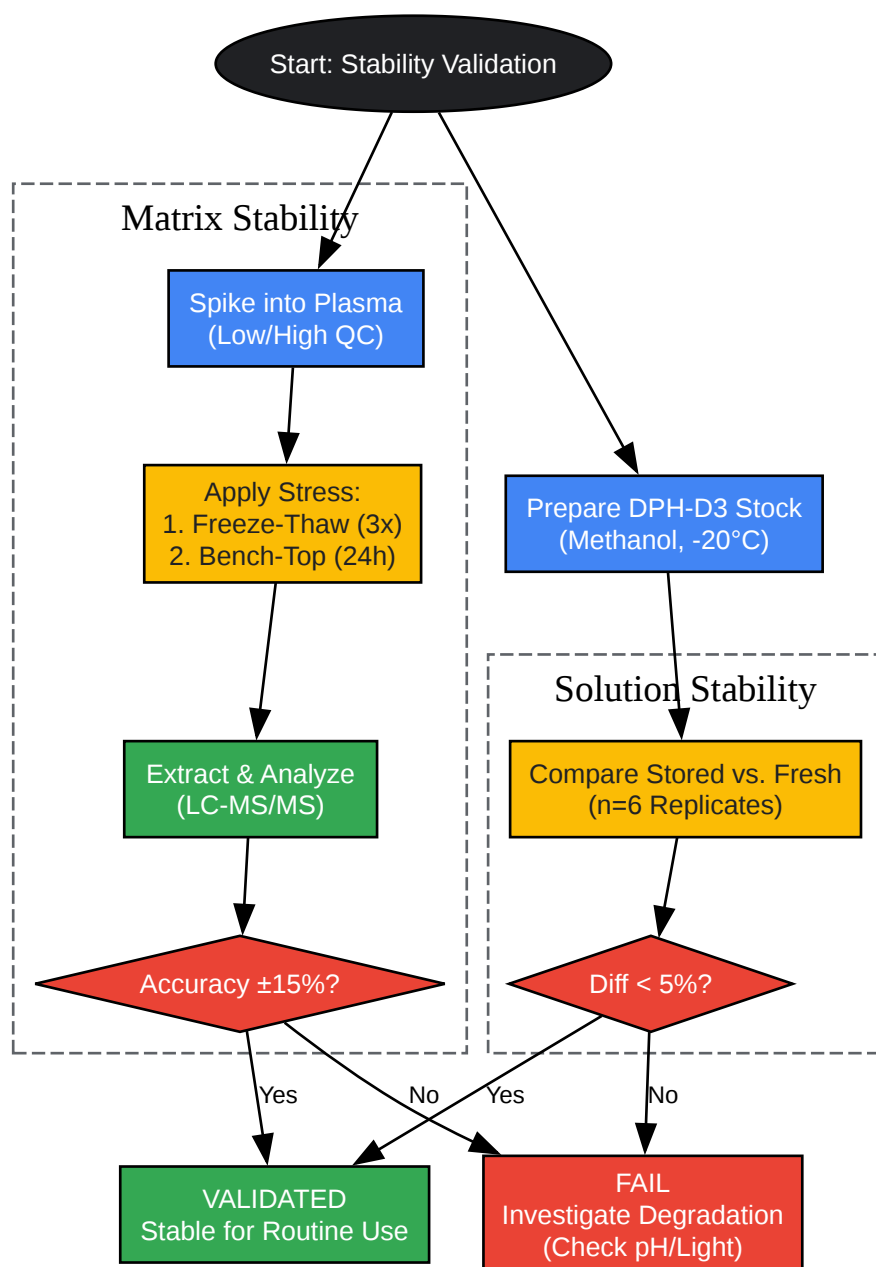 Start: Stability Validation
Matrix Stability
Spike into Plasma
(Low/High QC)
Apply Stress:
1. Freeze-Thaw (3x)
2. Bench-Top (24h)
Prepare DPH-D3 Stock
(Methanol, -20°C)
Solution Stability
Extract & Analyze
(LC-MS/MS)
Compare Stored vs. Fresh
(n=6 Replicates)
Accuracy ±15%?
Diff < 5%?
Yes
No
Yes
No
VALIDATED
Stable for Routine Use
FAIL
Investigate Degradation
(Check pH/Light)